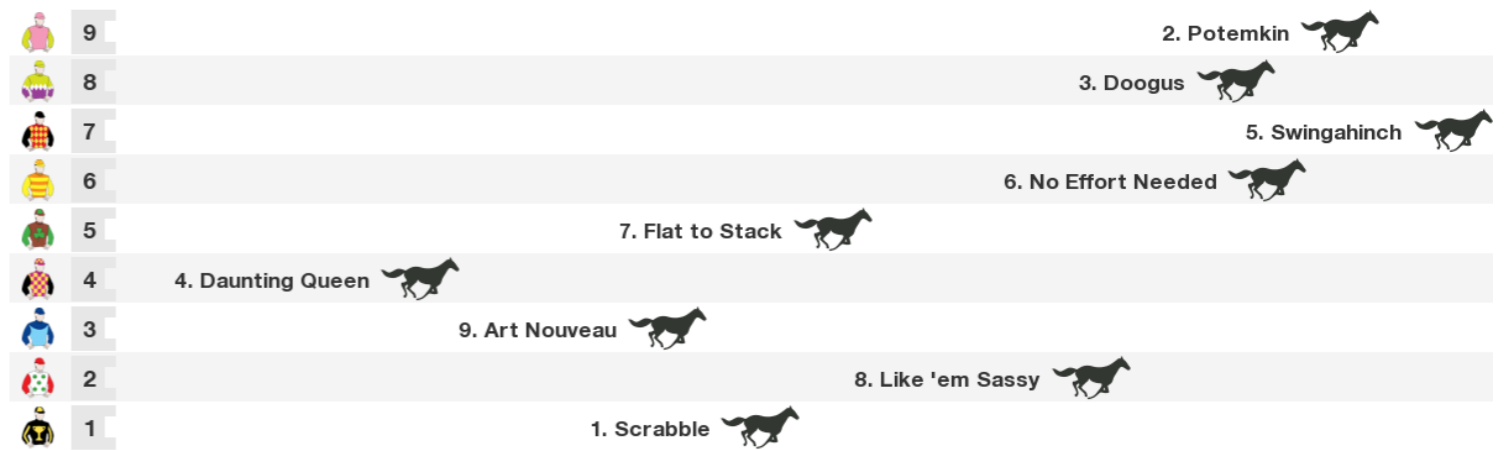 9 2. Potemkin
8 3. Doogus
7 5. Swingahinch
6 6. No Effort Needed
5 7. Flat to Stack
4 4. Daunting Queen
3 9. Art Nouveau
2 8. Like 'em Sassy
1 1. Scrabble